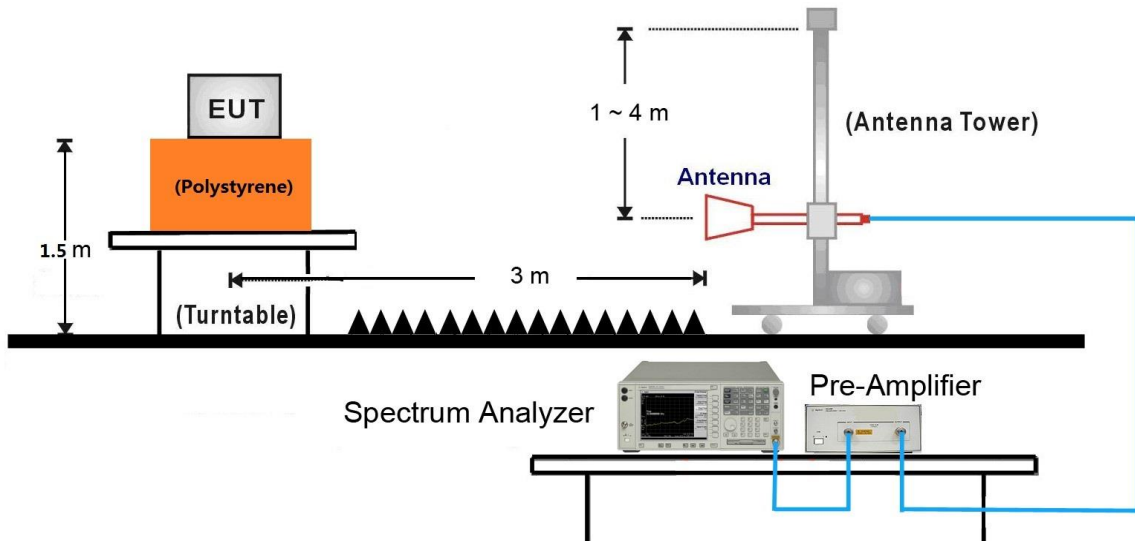 EUT
1 ~ 4 m
(Antenna Tower)
Antenna
(Polystyrene)
1.5 m
3 m
(Turntable)
Pre-Amplifier
Spectrum Analyzer